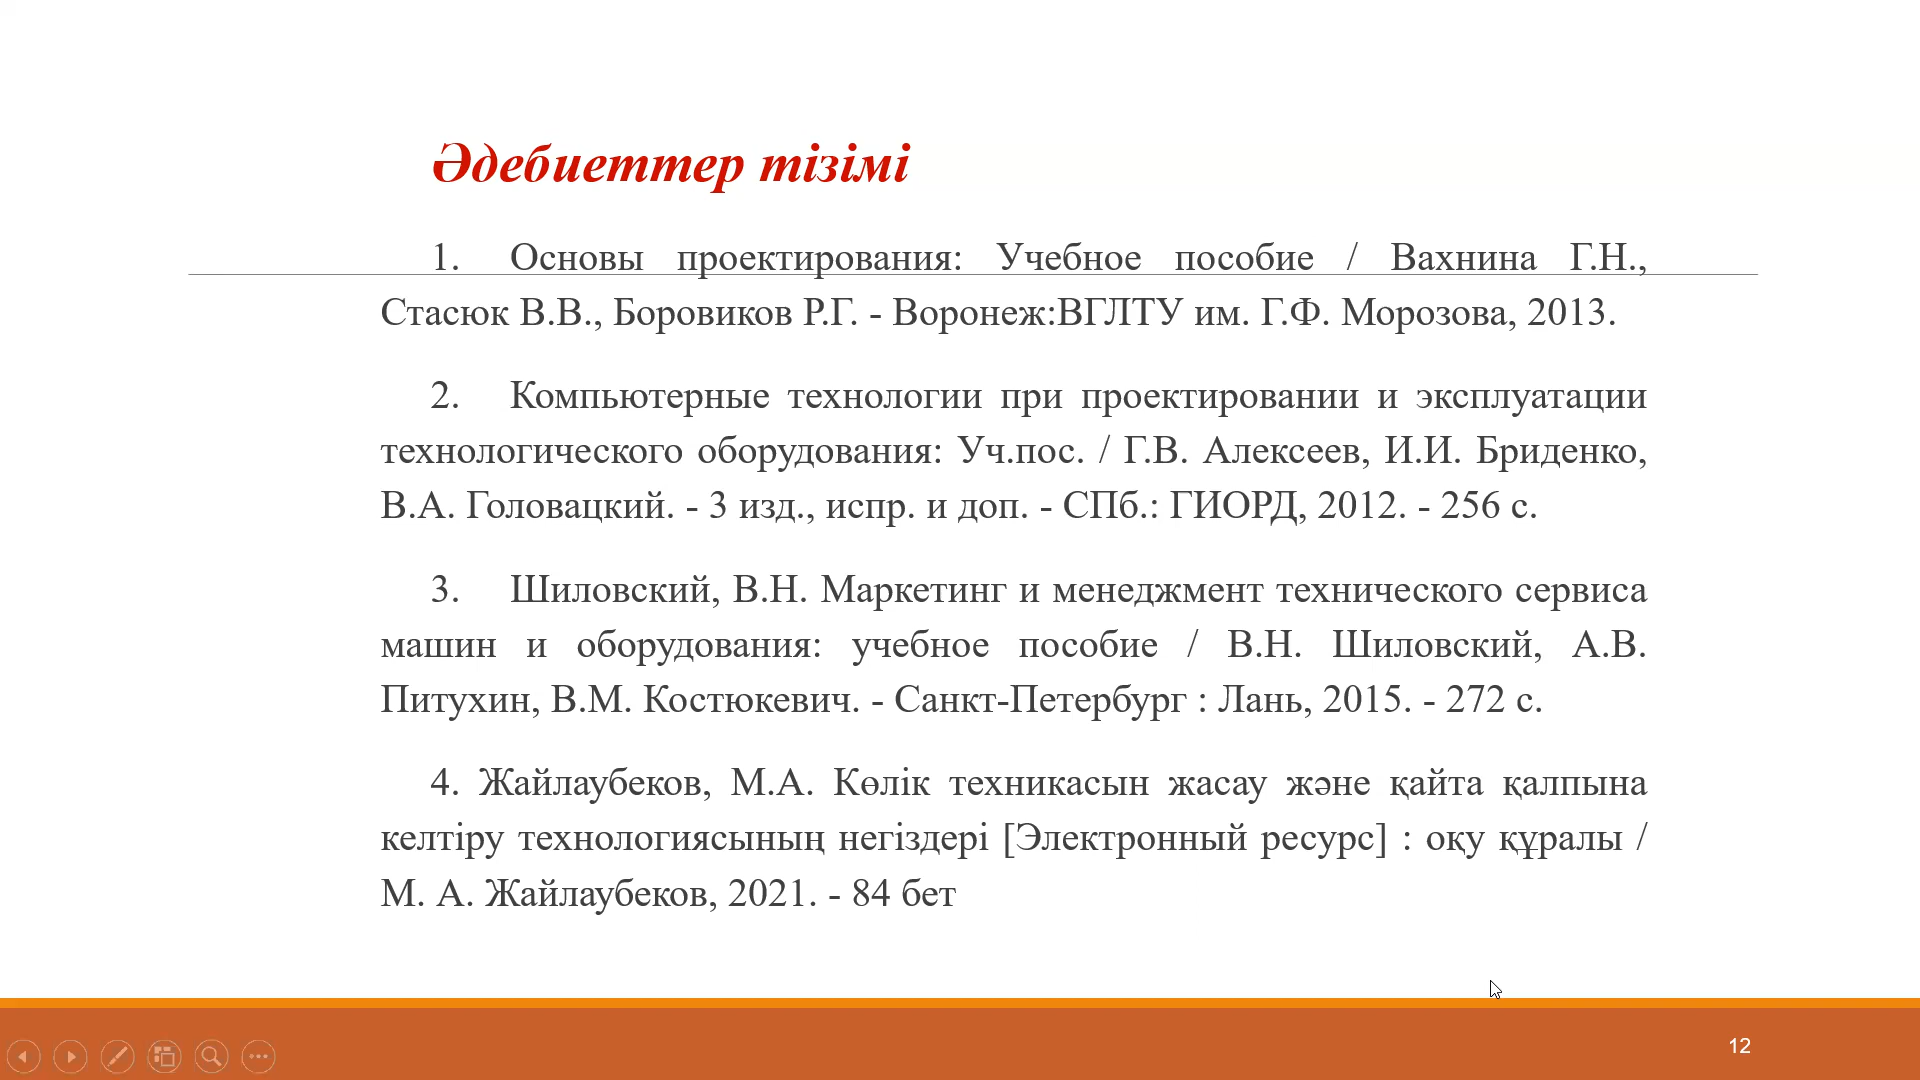 Әдебиеттер тізімі
1. Основы проектирования: Учебное пособие / Вахнина Г.Н.,
Стасюк В.В., Боровиков Р.Г. - Воронеж:ВГЛТУ им. Г.Ф. Морозова, 2013.
2. Компьютерные технологии при проектировании и эксплуатации
технологического оборудования: Уч.пос. / Г.В. Алексеев, И.И. Бриденко,
В.А. Головацкий. - 3 изд., испр. и доп. - СПб.: ГИОРД, 2012. - 256 с.
3. Шиловский, В.Н. Маркетинг и менеджмент технического сервиса
машин и оборудования: учебное пособие / В.Н. Шиловский, А.В.
Питухин, В.М. Костюкевич. - Санкт-Петербург : Лань, 2015. - 272 с.
4. Жайлаубеков, М.А. Көлік техникасын жасау және қайта қалпына
келтіру технологиясының негіздері [Электронный ресурс] : оқу құралы /
М. А. Жайлаубеков, 2021. - 84 бет
12